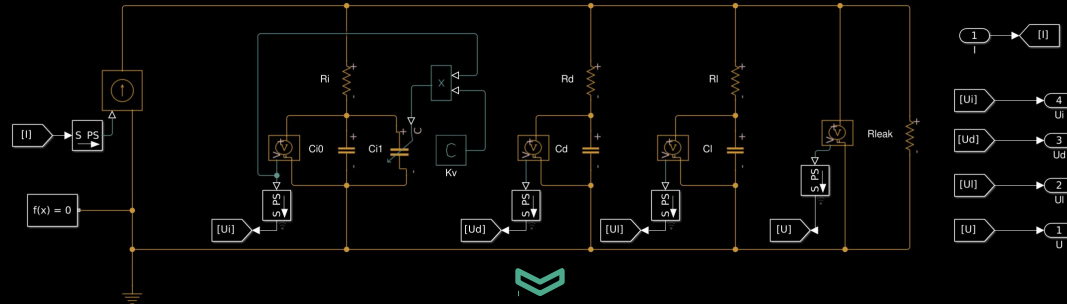 1
[I]
I
Ri
Rd
Rl
x
[I]
S PS
C
[Ui]
4
Ui
V
Ci0
Ci1
C
Kv
V
Cd
V
Cl
V
Rleak
[Ud]
3
Ud
f(x) = 0
S PS
S PS
S PS
S PS
[Ul]
2
Ul
[Ui]
[Ud]
[Ul]
[U]
[U]
1
U